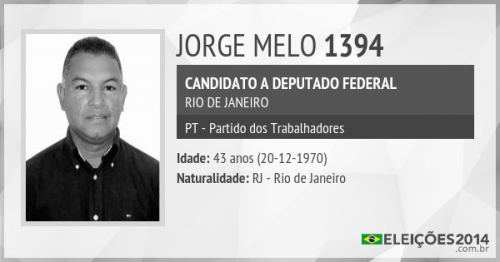 JORGE MELO 1394
CANDIDATO A DEPUTADO FEDERAL
RIO DE JANEIRO
PT - Partido dos Trabalhadores
Idade: 43 anos (20-12-1970)
Naturalidade: RJ - Rio de Janeiro
ELEIÇÕES2014
.com.br